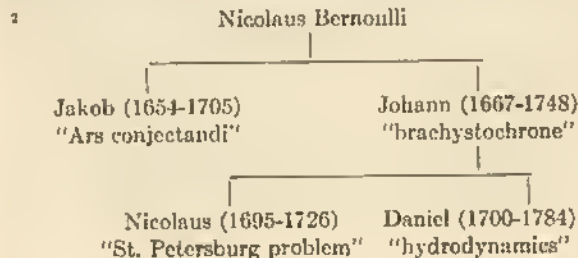 2
Nicolaus Bernoulli
Jakob (1654-1705)
"Ars conjectandi"
Johann (1667-1748)
"brachystochrone"
Nicolaus (1695-1726)
"St. Petersburg problem"
Daniel (1700-1784)
"hydrodynamics"